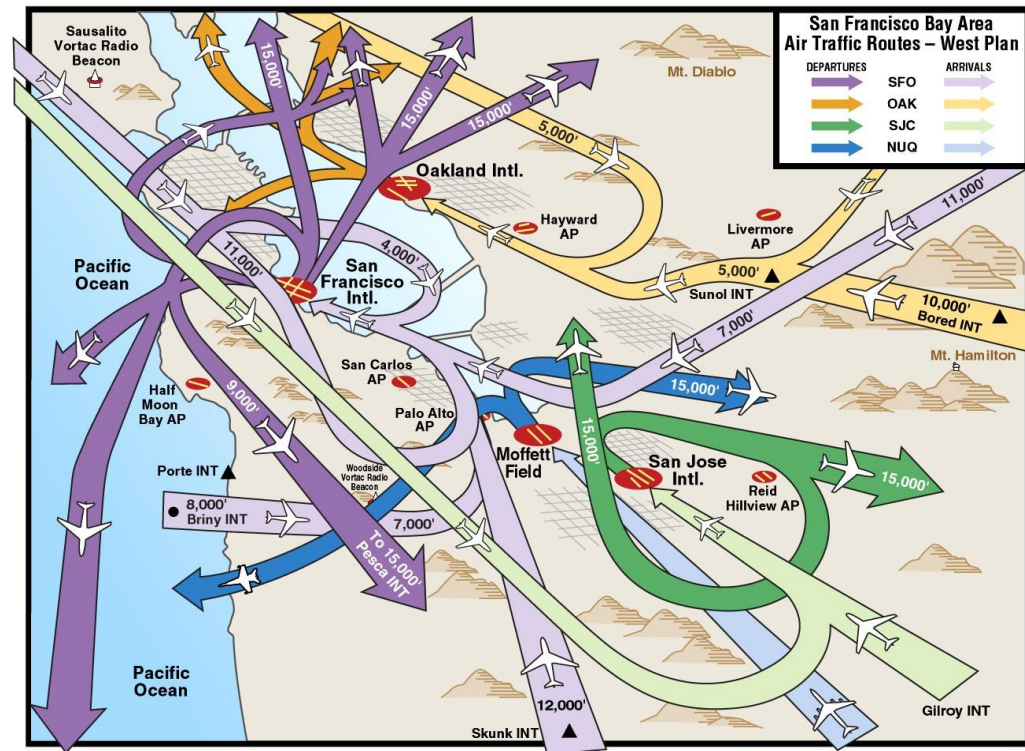 San Francisco Bay Area
Air Traffic Routes – West Plan
DEPARTURES
ARRIVALS
SFO
OAK
SJC
NUQ
Sausalito
Vortac Radio
Beacon
15,000'
15,000'
15,000'
Mt. Diablo
5,000'
Oakland Intl.
Hayward
AP
Livermore
AP
11,000'
4,000'
11,000'
Pacific
Ocean
San
Francisco
Intl.
5,000'
Sunol INT
10,000'
Bored INT
7,000'
Mt. Hamilton
San Carlos
AP
15,000'
Half
Moon
Bay AP
9,000'
Palo Alto
AP
15,000'
Moffett
Field
San Jose
Intl.
Reid
Hillview AP
15,000'
Porte INT
Woodside
Vortac Radio
Beacon
8,000'
Briny INT
7,000'
To 15,000'
Pesca INT
Pacific
Ocean
12,000'
Skunk INT
Gilroy INT